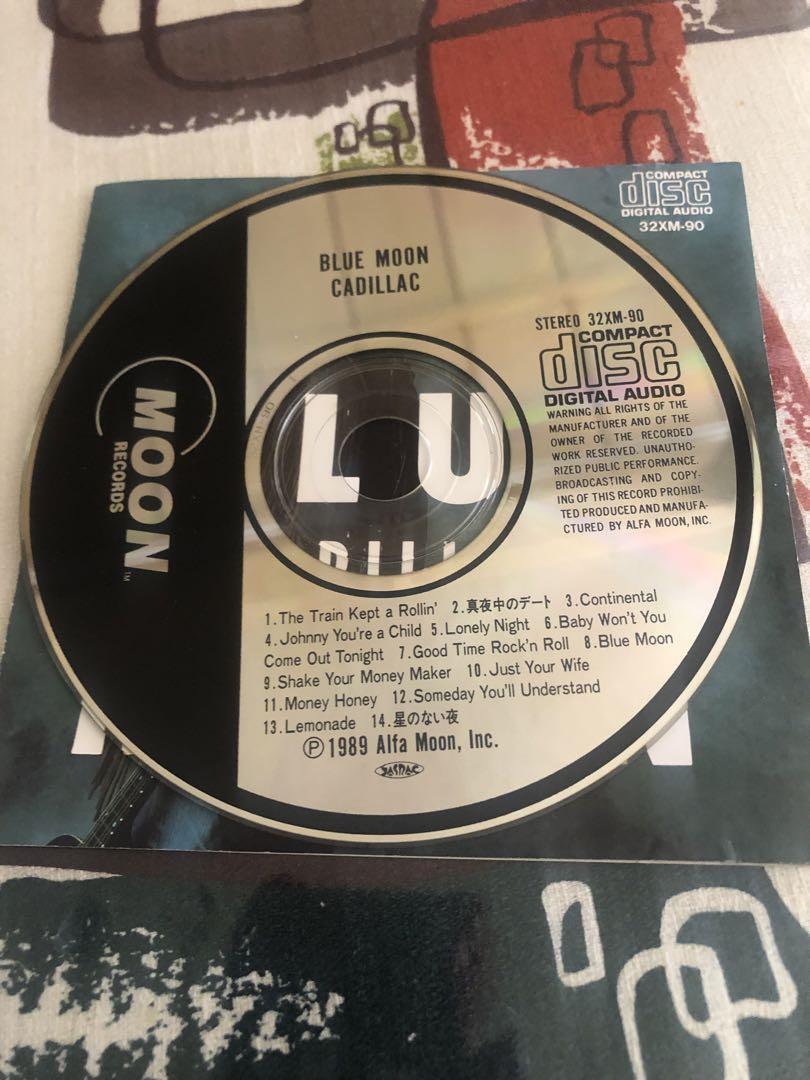 COMPACT
disc
DIGITAL AUDIO
32XM-90
BLUE MOON
CADILLAC
STEREO 32XM-90
COMPACT
disc
DIGITAL AUDIO
WARNING ALL RIGHTS OF THE
MANUFACTURER AND OF THE
OWNER OF THE RECORDED
WORK RESERVED. UNAUTHO-
RIZED PUBLIC PERFORMANCE.
BROADCASTING AND COPY-
ING OF THIS RECORD PROHIBI-
TED PRODUCED AND MANUFA-
CTURED BY ALFA MOON, INC.
MOON
RECORDS
TM
L U
1.The Train Kept a Rollin' 2.真夜中のデート 3.Continental
4.Johnny You're a Child 5.Lonely Night 6.Baby Won't You
Come Out Tonight 7.Good Time Rock'n Roll 8.Blue Moon
9.Shake Your Money Maker 10.Just Your Wife
11.Money Honey 12.Someday You'll Understand
13.Lemonade 14.星のない夜
Ⓟ1989 Alfa Moon, Inc.
JASRAC